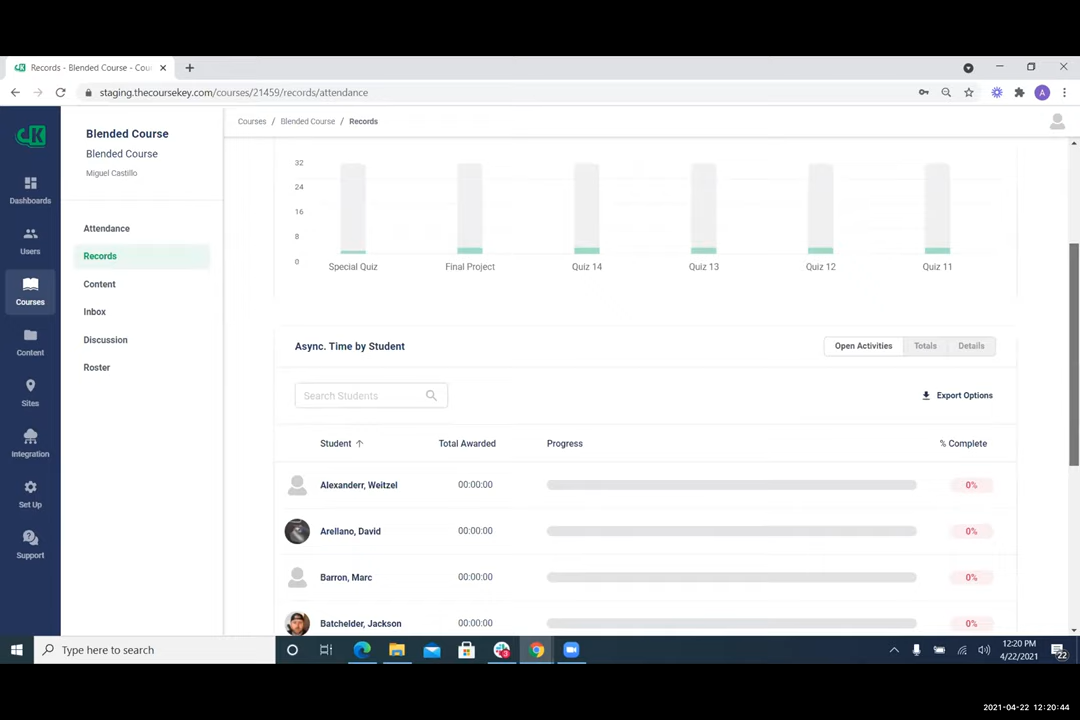 Records - Blended Course - Cou
staging.thecoursekey.com/courses/21459/records/attendance
A
CK
Dashboards
Users
Courses
Content
Sites
Integration
Set Up
Support
Blended Course
Blended Course
Miguel Castillo
Attendance
Records
Content
Inbox
Discussion
Roster
Courses / Blended Course / Records
32
24
16
8
0
Special Quiz Final Project Quiz 14 Quiz 13 Quiz 12 Quiz 11
Async. Time by Student
Open Activities Totals Details
Search Students
Export Options
Student Total Awarded Progress % Complete
Alexanderr, Weitzel 00:00:00 0%
Arellano, David 00:00:00 0%
Barron, Marc 00:00:00 0%
Batchelder, Jackson 00:00:00 0%
Type here to search
12:20 PM
4/22/2021
22
2021-04-22 12:20:44